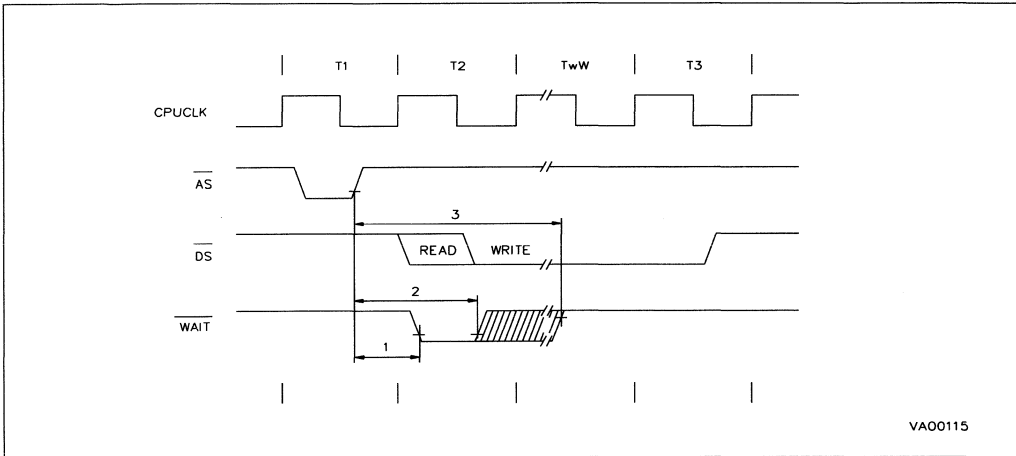 T1 T2 TwW T3
CPUCLK
AS
3
DS READ WRITE
2
WAIT
1
VA00115